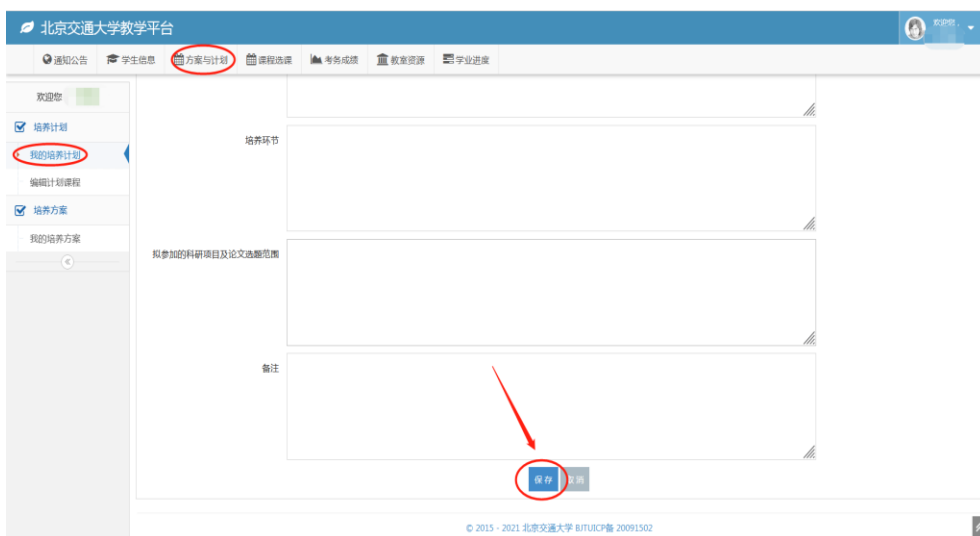 北京交通大学教学平台
欢迎您，
通知公告 学生信息 方案与计划 课程选课 考务成绩 教室资源 学业进度
欢迎您
培养计划
我的培养计划
编辑计划课程
培养方案
我的培养方案
培养环节
拟参加的科研项目及论文选题范围
备注
保存 取消
© 2015 - 2021 北京交通大学 BJTUICP备 20091502